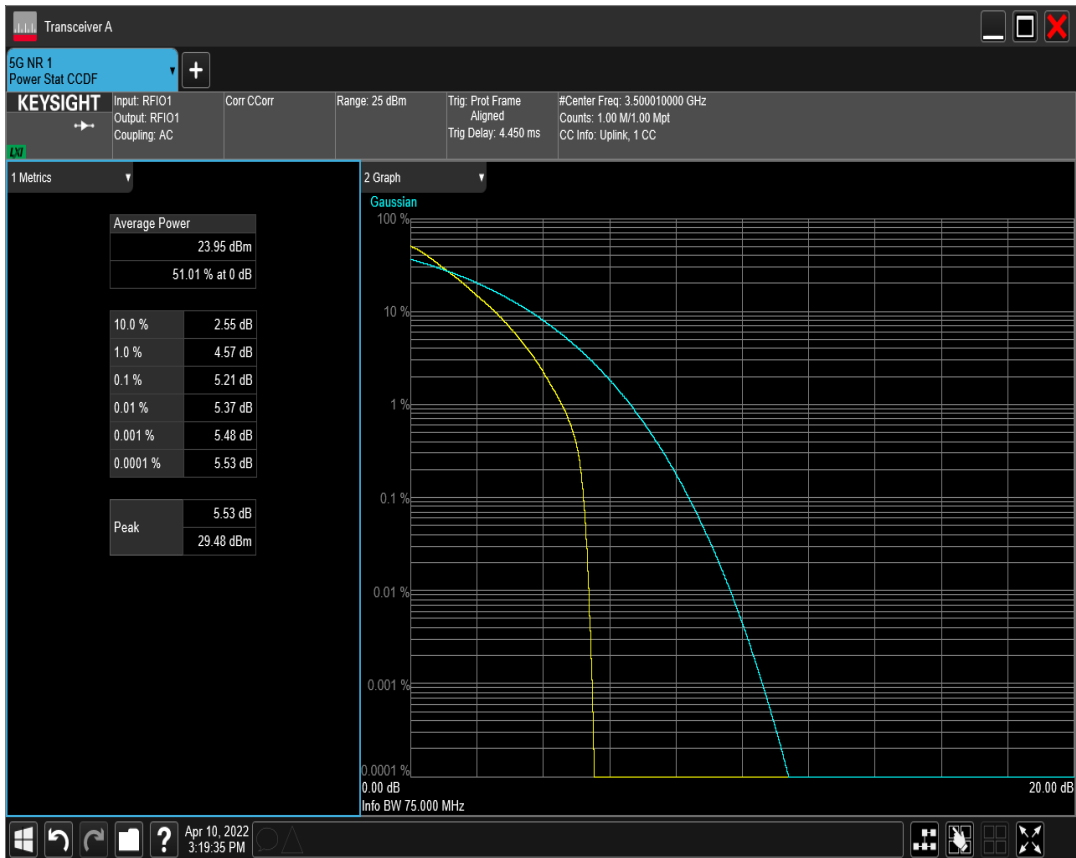 Transceiver A
5G NR 1
Power Stat CCDF
+
KEYSIGHT
LXI
Input: RFIO1
Output: RFIO1
Coupling: AC
Corr CCorr
Range: 25 dBm
Trig: Prot Frame
Aligned
Trig Delay: 4.450 ms
#Center Freq: 3.500010000 GHz
Counts: 1.00 M/1.00 Mpt
CC Info: Uplink, 1 CC
1 Metrics
Average Power
23.95 dBm
51.01 % at 0 dB
10.0 % 2.55 dB
1.0 % 4.57 dB
0.1 % 5.21 dB
0.01 % 5.37 dB
0.001 % 5.48 dB
0.0001 % 5.53 dB
Peak 5.53 dB
29.48 dBm
2 Graph
Gaussian
100 %
10 %
1 %
0.1 %
0.01 %
0.001 %
0.0001 %
0.00 dB 20.00 dB
Info BW 75.000 MHz
?
Apr 10, 2022
3:19:35 PM